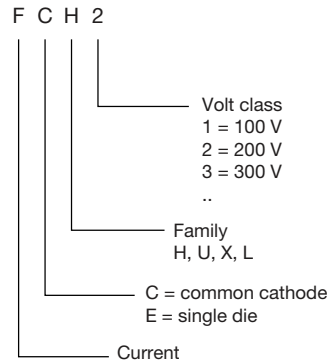 F C H 2
Volt class
1 = 100 V
2 = 200 V
3 = 300 V
..
Family
H, U, X, L
C = common cathode
E = single die
Current